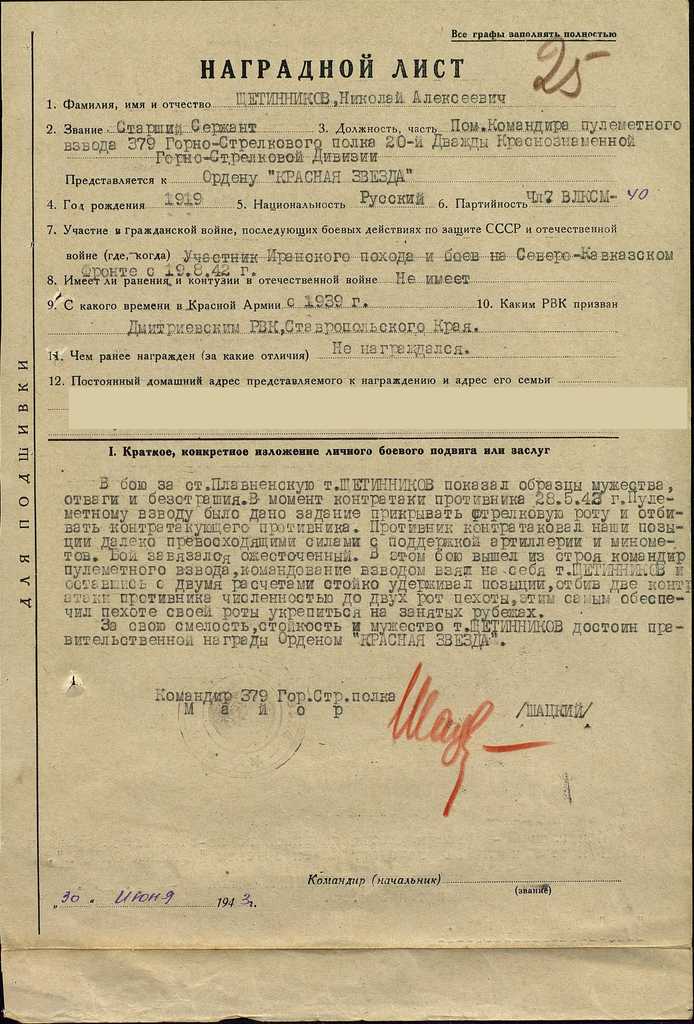 Все графы заполнять полностью
25
НАГРАДНОЙ ЛИСТ
1. Фамилия, имя и отчество ЩЕТИННИКОВ,Николай Алексеевич
2. Звание Старший Сержант 3. Должность, часть Пом.Командира пулеметного
взвода 379 Горно-Стрелкового полка 20-й Дважды Краснознаменной
Горно-Стрелковой Дивизии
Представляется к Ордену "КРАСНАЯ ЗВЕЗДА"
4. Год рождения 1919 5. Национальность Русский 6. Партийность Чл7 ВЛКСМ-40
7. Участие в гражданской войне, последующих боевых действиях по защите СССР и отечественной
войне (где, когда) Участник Иранского похода и боев на Северо-Кавказском
Фронте с 19.8.42 г.
8. Имеет ли ранения и контузии в отечественной войне Не имеет
9. С какого времени в Красной Армии с 1939 г. 10. Каким РВК призван
Дмитриевским РВК,Ставропольского Края.
11. Чем ранее награжден (за какие отличия) Не награждался.
12. Постоянный домашний адрес представляемого к награждению и адрес его семьи
ДЛЯ ПОДШИВКИ
I. Краткое, конкретное изложение личного боевого подвига или заслуг
В бою за ст.Плавненскую т.ЩЕТИННИКОВ показал образцы мужества,
отваги и безстрашия.В момент контратаки противника 28.5.43 г.Пуле-
метному взводу было дано задание прикрывать стрелковую роту и отби-
вать контратакующего противника. Противник контратаковал наши позы-
ции далеко превосходящими силами с поддержкой артиллерии и миноме-
тов. Бой завязался ожесточенный. В этом бою вышел из строя командир
пулеметного взвода,командование взводом взял на себя т.ЩЕТИННИКОВ и
оставшись с двумя расчетами стойко удерживал позыции,отбив две контр
атаки противника численностью до двух рот пехоты,этим самым обеспе-
чил пехоте своей роты укрепиться на занятых рубежах.
За свою смелость,стойкость и мужество т.ЩЕТИННИКОВ достоин пра-
вительственной награды Орденом "КРАСНАЯ ЗВЕЗДА".
Командир 379 Гор.Стр.полка
Майор /ШАЦКИЙ/
Командир (начальник)
(звание)
„30" Июня 1943г.